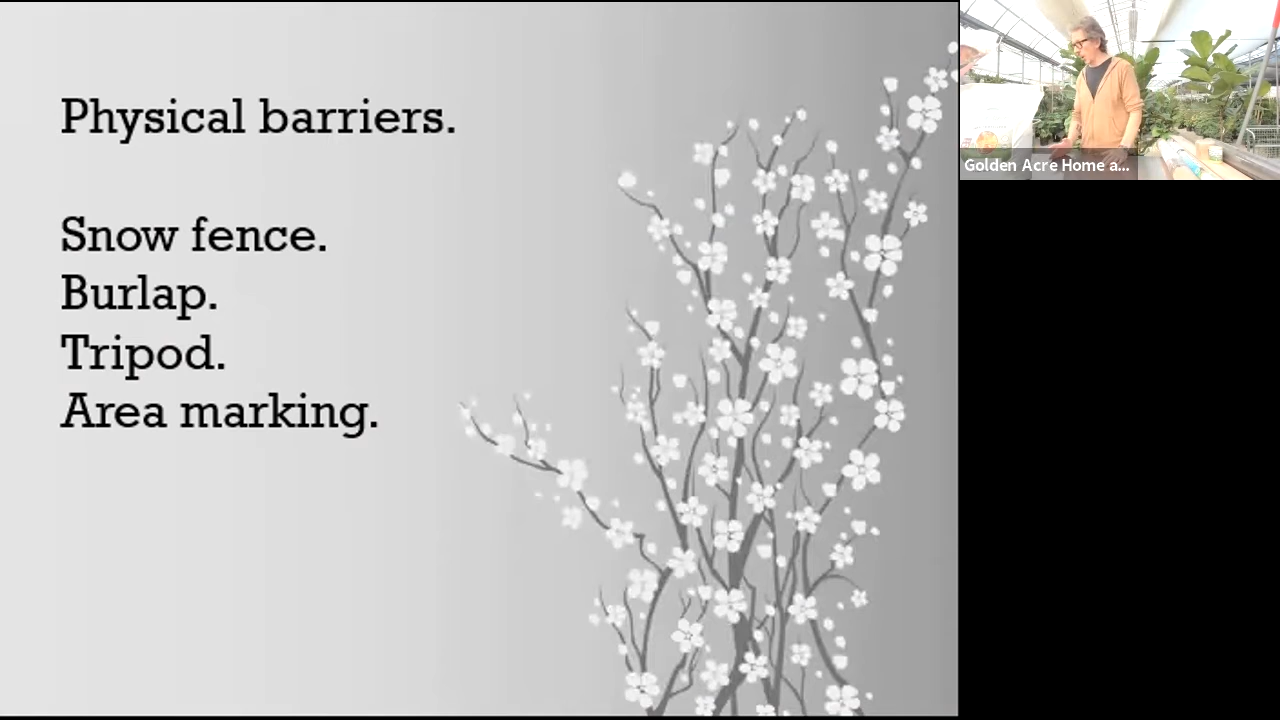 Physical barriers.
Snow fence.
Burlap.
Tripod.
Area marking.
Golden Acre Home a...